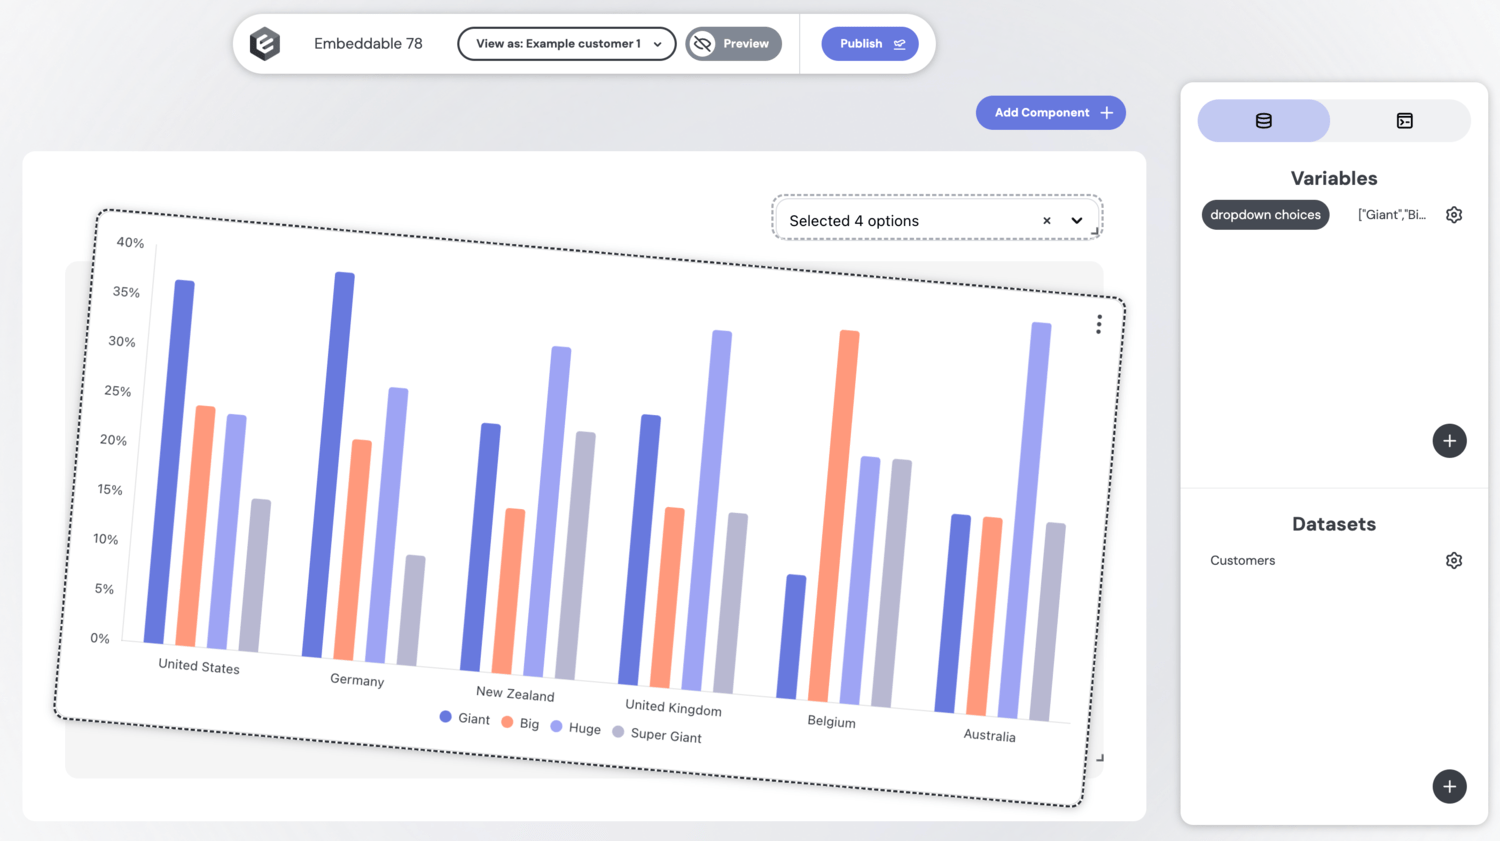 Embeddable 78
View as: Example customer 1
Preview
Publish
Add Component
Selected 4 options
40%
35%
30%
25%
20%
15%
10%
5%
0%
United States
Germany
New Zealand
United Kingdom
Belgium
Australia
Giant Big Huge Super Giant
Variables
dropdown choices ["Giant","Bi...
Datasets
Customers